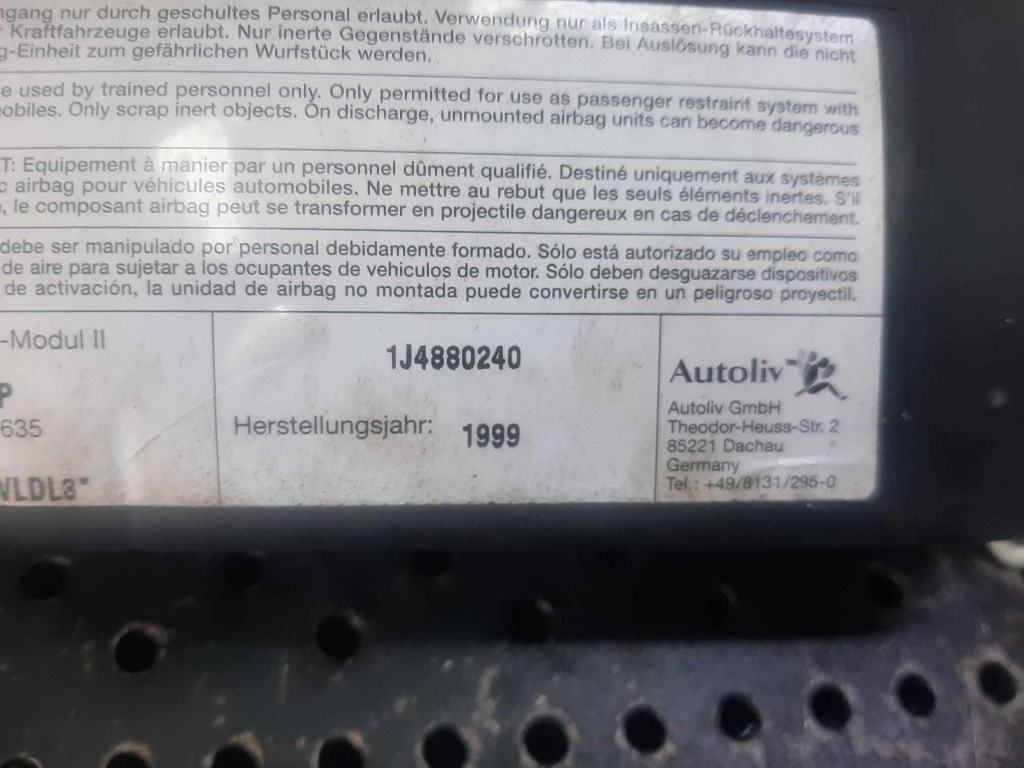 ngang nur durch geschultes Personal erlaubt. Verwendung nur als Insassen-Rückhaltesystem
Kraftfahrzeuge erlaubt. Nur inerte Gegenstände verschrotten. Bei Auslösung kann die nicht
g-Einheit zum gefährlichen Wurfstück werden.
e used by trained personnel only. Only permitted for use as passenger restraint system with
obiles. Only scrap inert objects. On discharge, unmounted airbag units can become dangerous
T: Equipement à manier par un personnel dûment qualifié. Destiné uniquement aux systèmes
c airbag pour véhicules automobiles. Ne mettre au rebut que les seuls éléments inertes. S'il
, le composant airbag peut se transformer en projectile dangereux en cas de déclenchement.
debe ser manipulado por personal debidamente formado. Sólo está autorizado su empleo como
de aire para sujetar a los ocupantes de vehiculos de motor. Sólo deben desguazarse dispositivos
de activación, la unidad de airbag no montada puede convertirse en un peligroso proyectil.
-Modul II
P
635
VLDL3*
1J4880240
Herstellungsjahr: 1999
Autoliv
Autoliv GmbH
Theodor-Heuss-Str. 2
85221 Dachau
Germany
Tel.: +49/8131/295-0